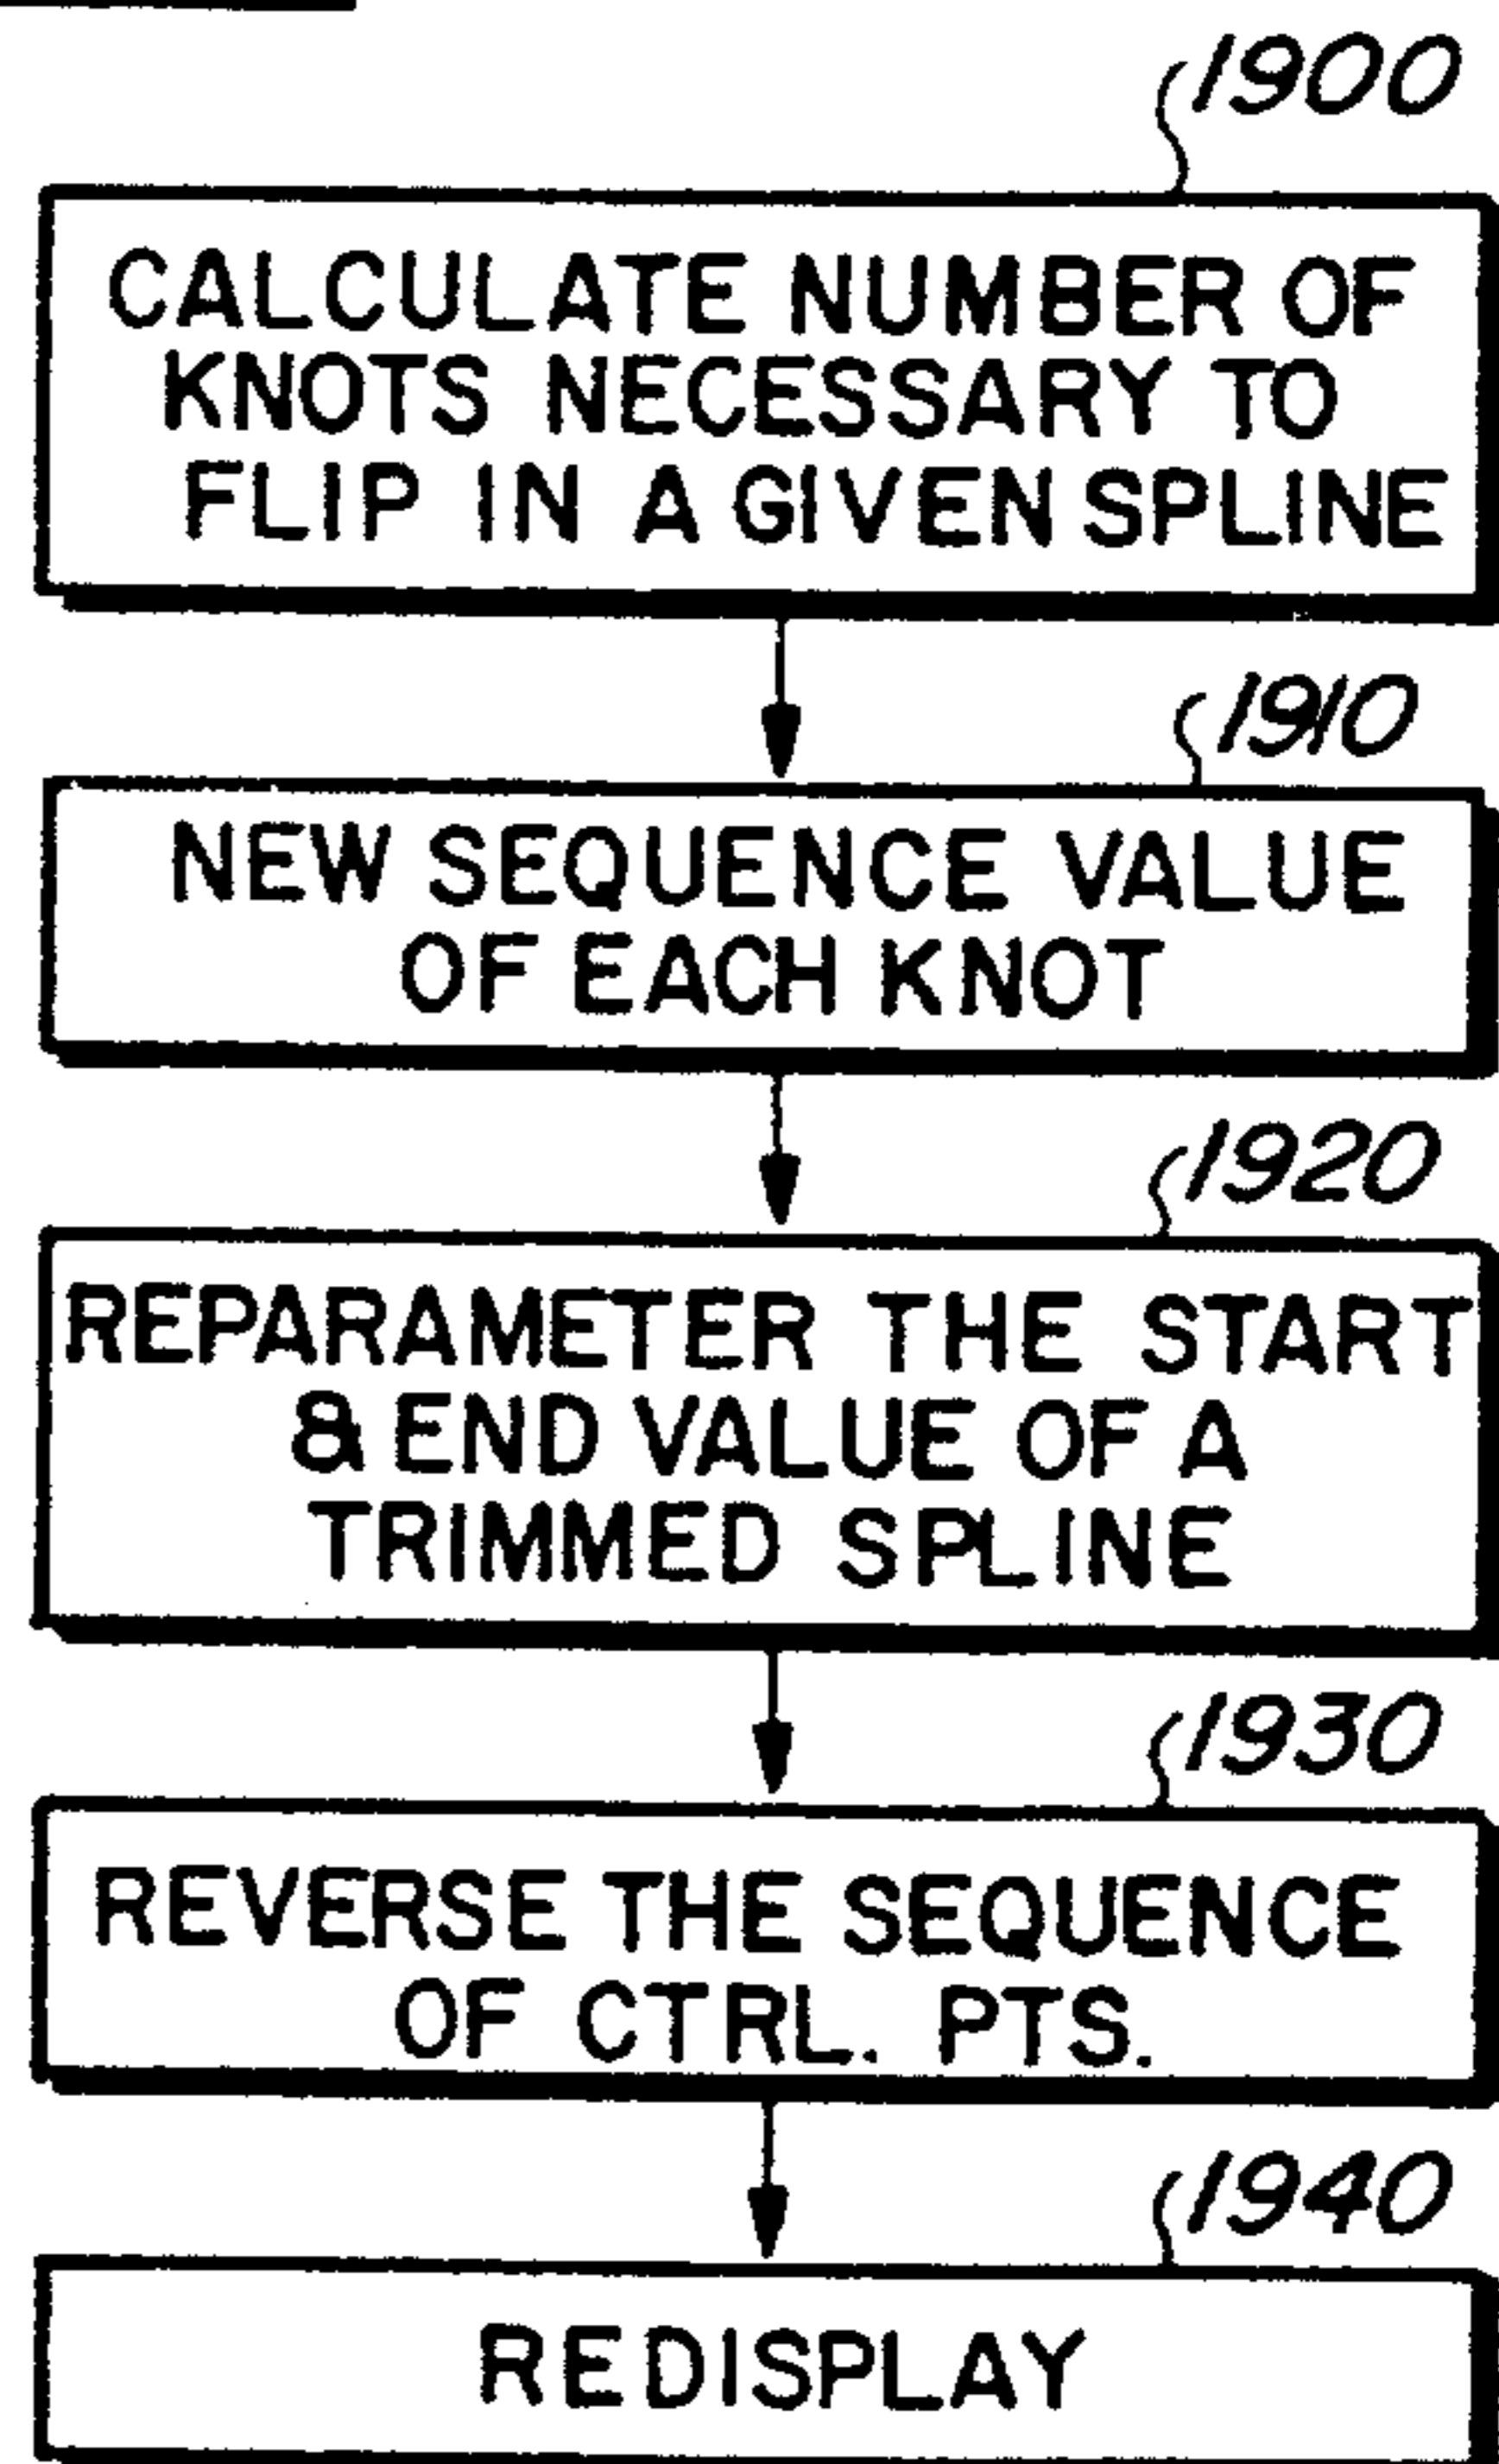 1900
CALCULATE NUMBER OF
KNOTS NECESSARY TO
FLIP IN A GIVEN SPLINE
1910
NEW SEQUENCE VALUE
OF EACH KNOT
1920
REPARAMETER THE START
& END VALUE OF A
TRIMMED SPLINE
1930
REVERSE THE SEQUENCE
OF CTRL. PTS.
1940
REDISPLAY